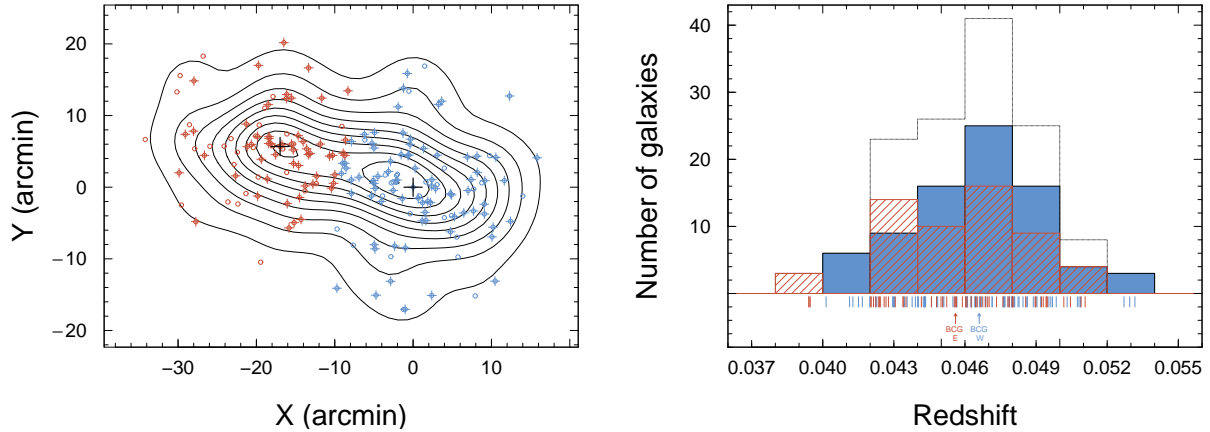 20
10
0
−10
−20
Y (arcmin)
−30
−20
−10
0
10
X (arcmin)
40
30
20
10
Number of galaxies
BCG
E
BCG
W
0.037
0.040
0.043
0.046
0.049
0.052
0.055
Redshift